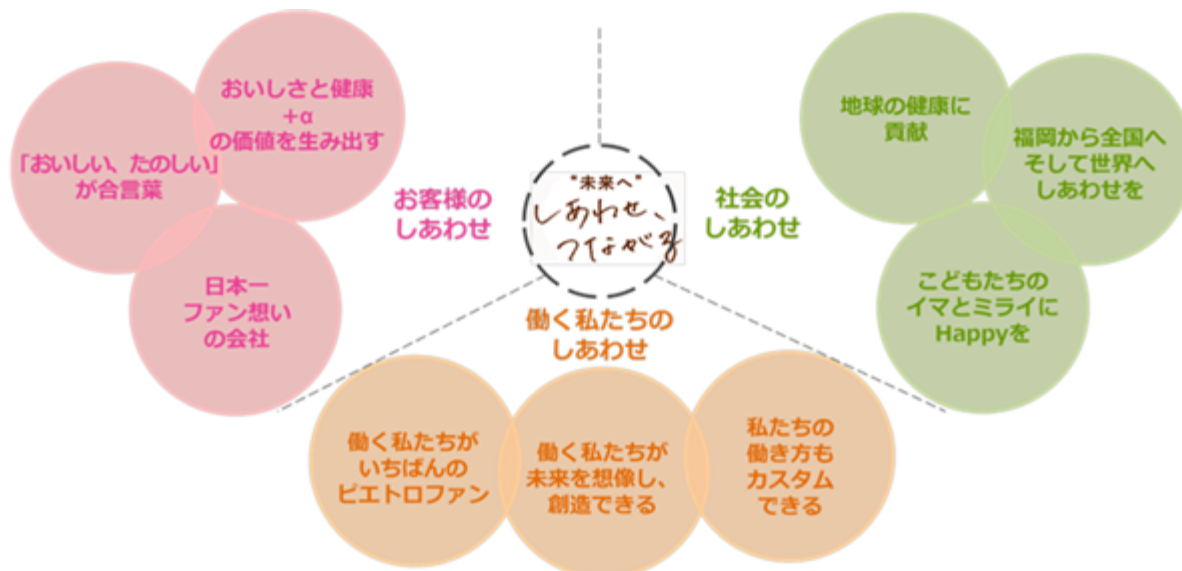 おいしさと健康
+α
の価値を生み出す
「おいしい、たのしい」
が合言葉
日本一
ファン想い
の会社
お客様の
しあわせ
"未来へ"
しあわせ、
つながる
社会の
しあわせ
地球の健康に
貢献
福岡から全国へ
そして世界へ
しあわせを
こどもたちの
イマとミライに
Happyを
働く私たちの
しあわせ
働く私たちが
いちばんの
ピエトロファン
働く私たちが
未来を想像し、
創造できる
私たちの
働き方も
カスタム
できる